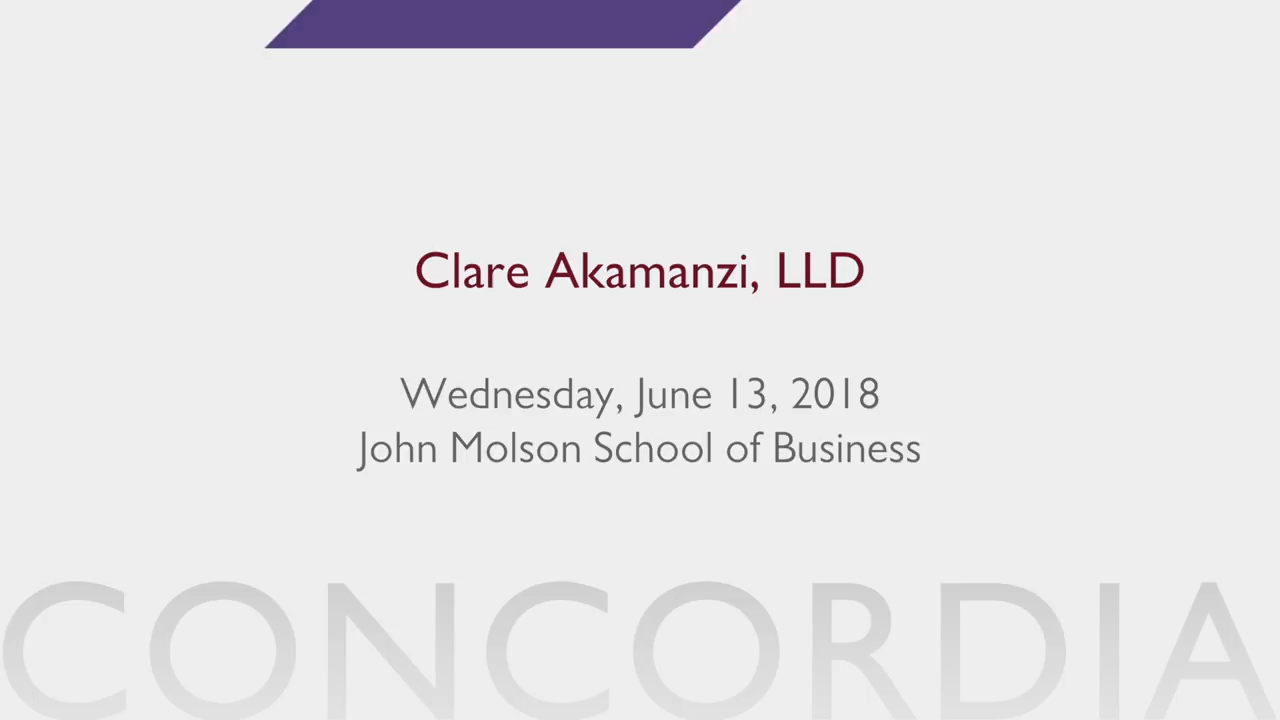 Clare Akamanzi, LLD
Wednesday, June 13, 2018
John Molson School of Business
CONCORDIA